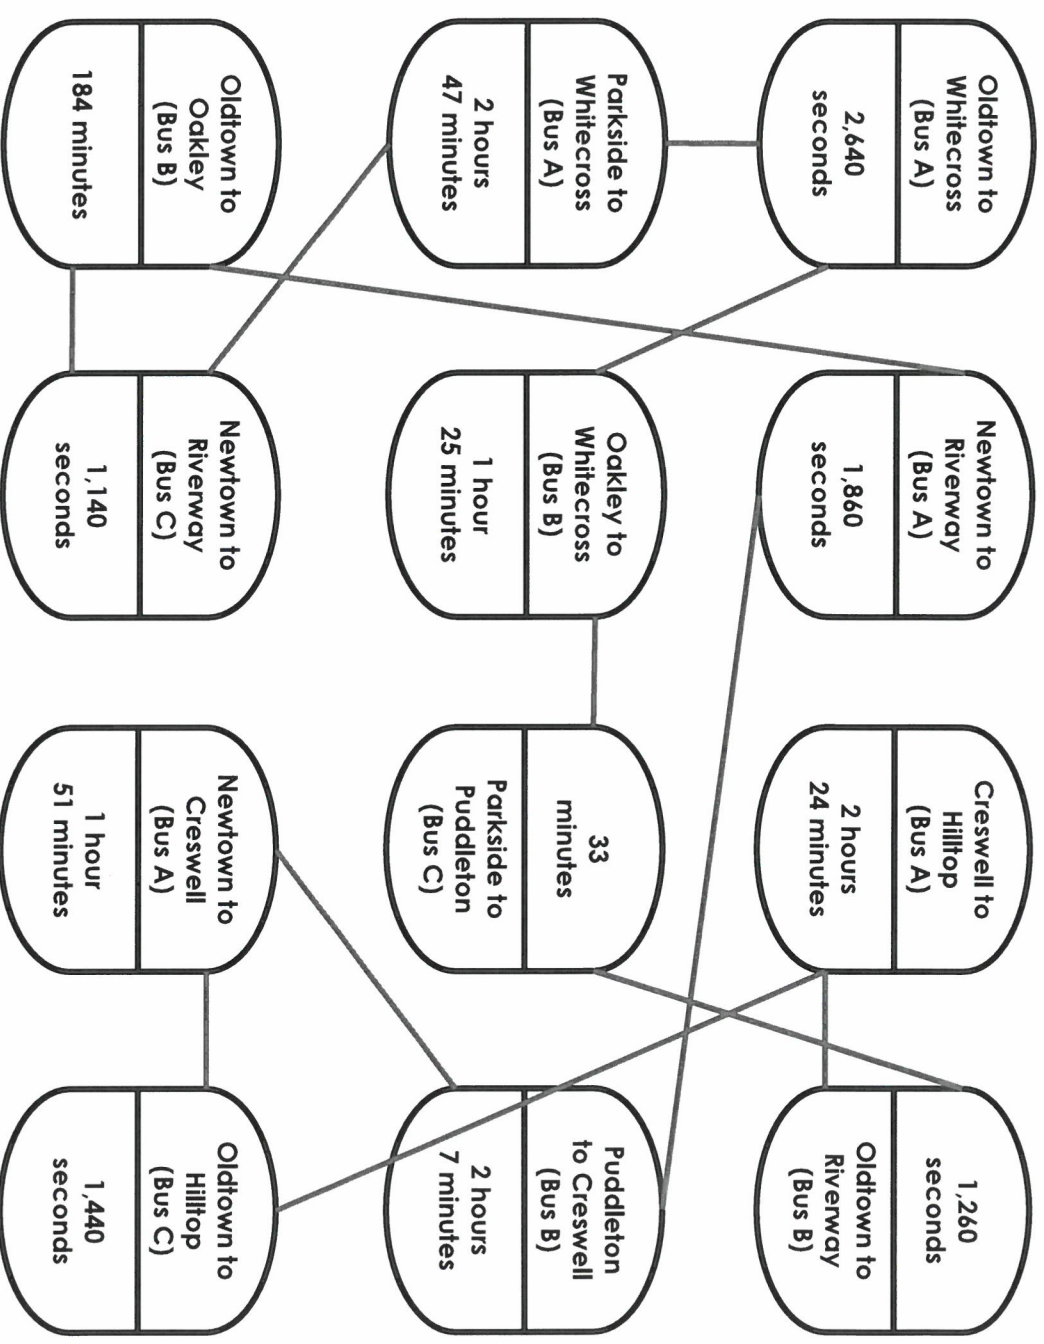 Oldtown to
Whitecross
(Bus A)
2,640
seconds
Newtown to
Riverway
(Bus A)
1,860
seconds
Creswell to
Hilltop
(Bus A)
2 hours
24 minutes
1,260
seconds
Oldtown to
Riverway
(Bus B)
Parkside to
Whitecross
(Bus A)
2 hours
47 minutes
Oakley to
Whitecross
(Bus B)
1 hour
25 minutes
33
minutes
Parkside to
Puddleton
(Bus C)
Puddleton
to Creswell
(Bus B)
2 hours
7 minutes
Oldtown to
Oakley
(Bus B)
184 minutes
Newtown to
Riverway
(Bus C)
1,140
seconds
Newtown to
Creswell
(Bus A)
1 hour
51 minutes
Oldtown to
Hilltop
(Bus C)
1,440
seconds